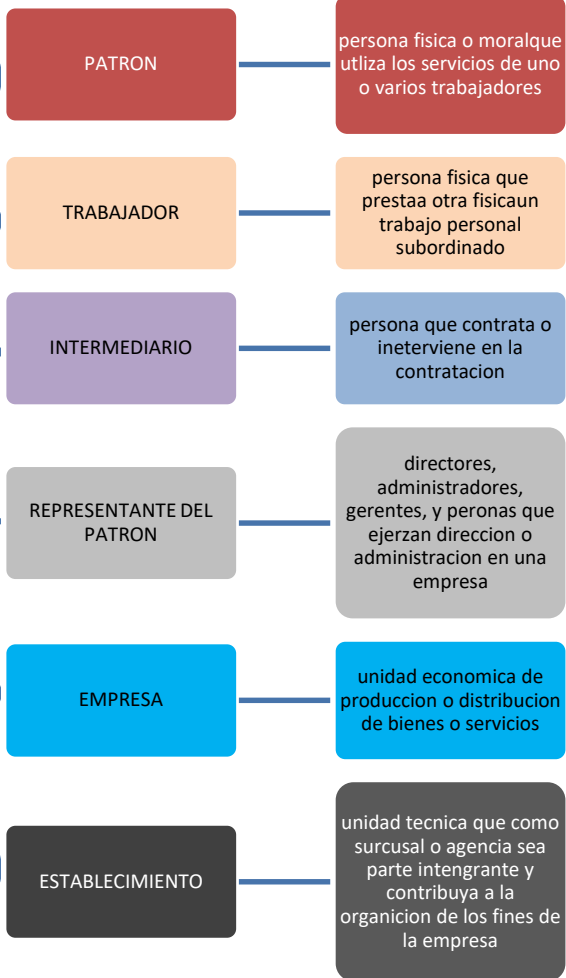 PATRON
persona fisica o moralque
utliza los servicios de uno
o varios trabajadores
TRABAJADOR
persona fisica que
prestaa otra fisicaun
trabajo personal
subordinado
INTERMEDIARIO
persona que contrata o
ineterviene en la
contratacion
REPRESENTANTE DEL
PATRON
directores,
administradores,
gerentes, y peronas que
ejerzan direccion o
administracion en una
empresa
EMPRESA
unidad economica de
produccion o distribucion
de bienes o servicios
ESTABLECIMIENTO
unidad tecnica que como
surcusal o agencia sea
parte intengrante y
contribuya a la
organicion de los fines de
la empresa